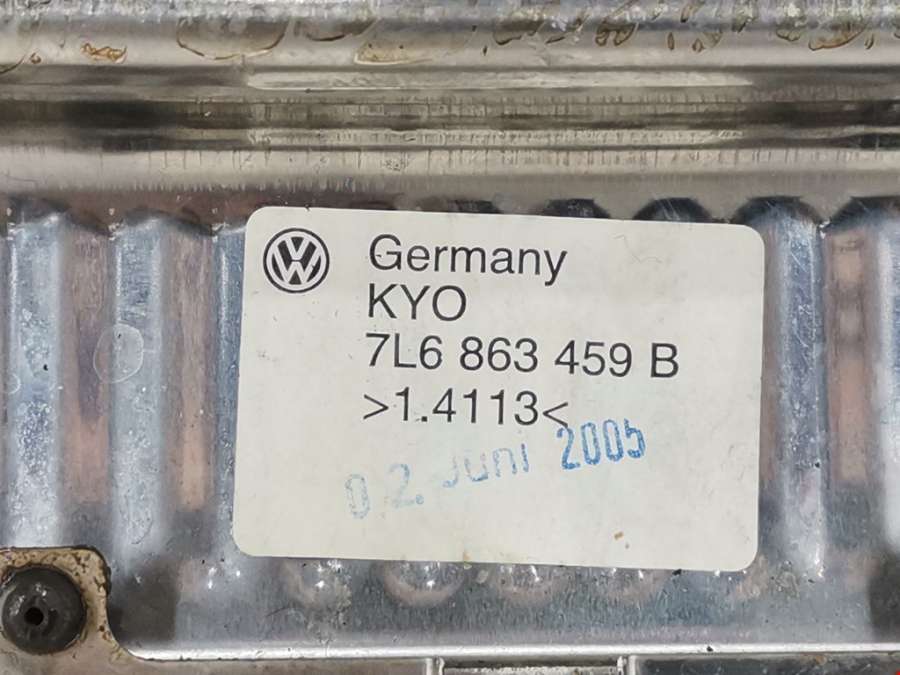 Germany
KYO
7L6 863 459 B
>1.4113<
02. Juni 2005